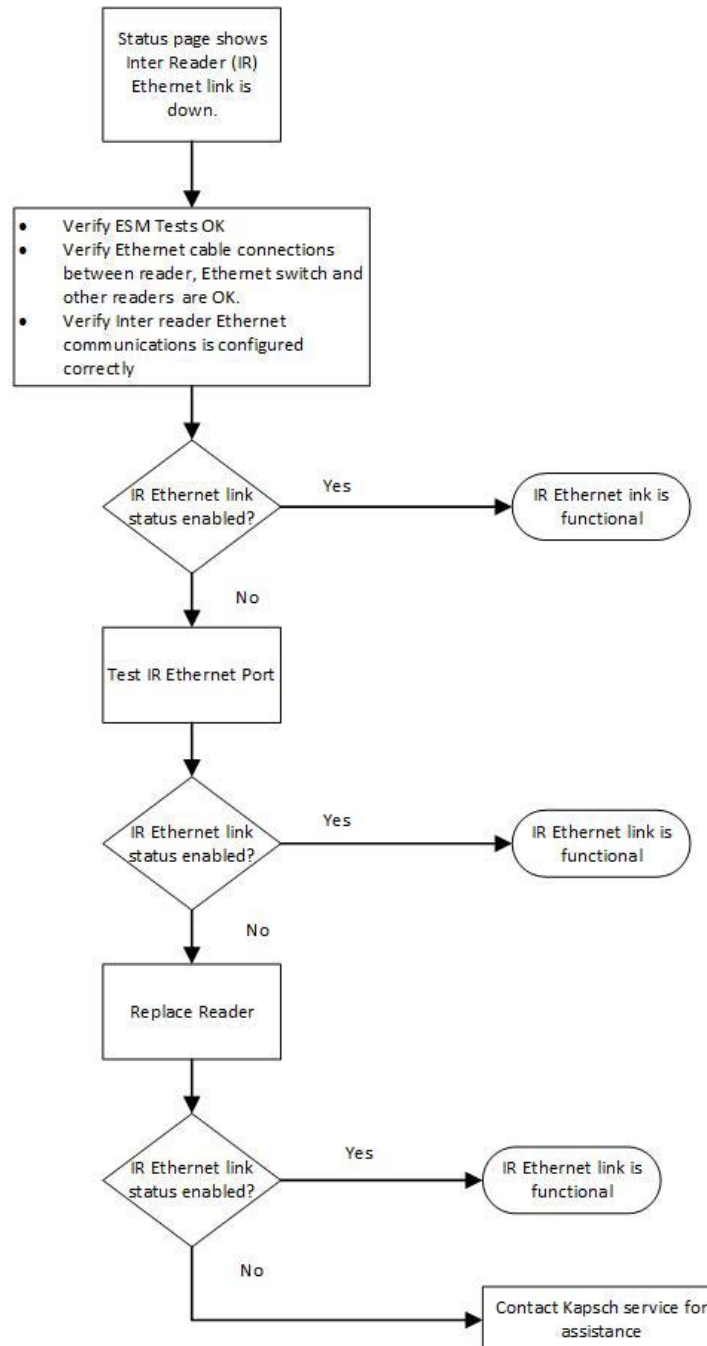 Status page shows
Inter Reader (IR)
Ethernet link is
down.
• Verify ESM Tests OK
• Verify Ethernet cable connections
between reader, Ethernet switch and
other readers are OK.
• Verify Inter reader Ethernet
communications is configured
correctly
IR Ethernet link
status enabled?
Yes
IR Ethernet ink is
functional
No
Test IR Ethernet Port
IR Ethernet link
status enabled?
Yes
IR Ethernet link is
functional
No
Replace Reader
IR Ethernet link
status enabled?
Yes
IR Ethernet link is
functional
No
Contact Kapsch service for
assistance